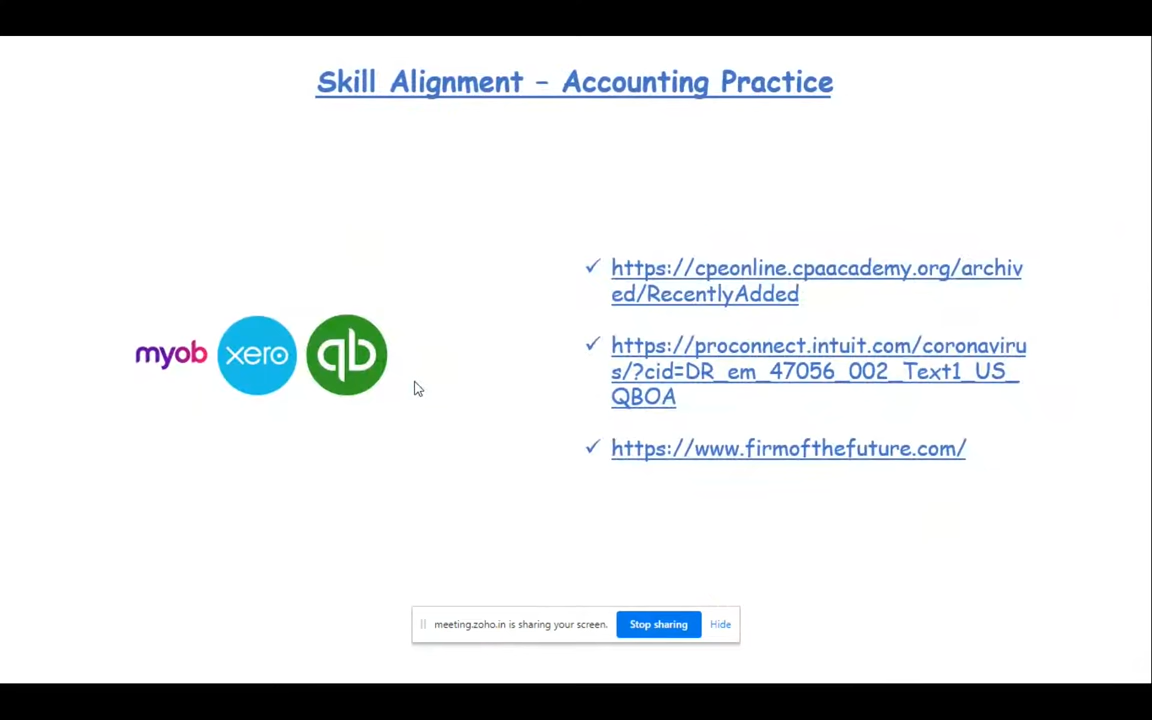 Skill Alignment – Accounting Practice
https://cpeonline.cpaacademy.org/archiv
ed/RecentlyAdded
myob xero qb
https://proconnect.intuit.com/coronaviru
s/?cid=DR_em_47056_002_Text1_US_
QBOA
https://www.firmofthefuture.com/
meeting.zoho.in is sharing your screen. Stop sharing Hide